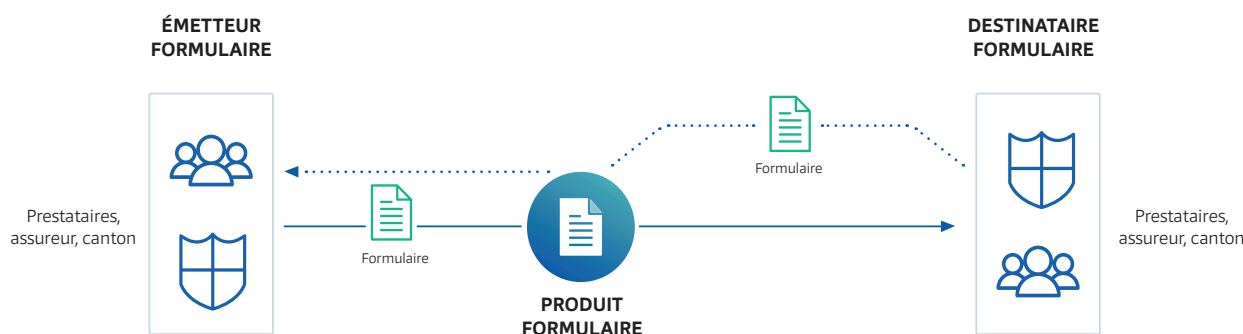 ÉMETTEUR
FORMULAIRE
DESTINATAIRE
FORMULAIRE
Formulaire
Prestataires,
assureur, canton
Formulaire
Prestataires,
assureur, canton
PRODUIT
FORMULAIRE